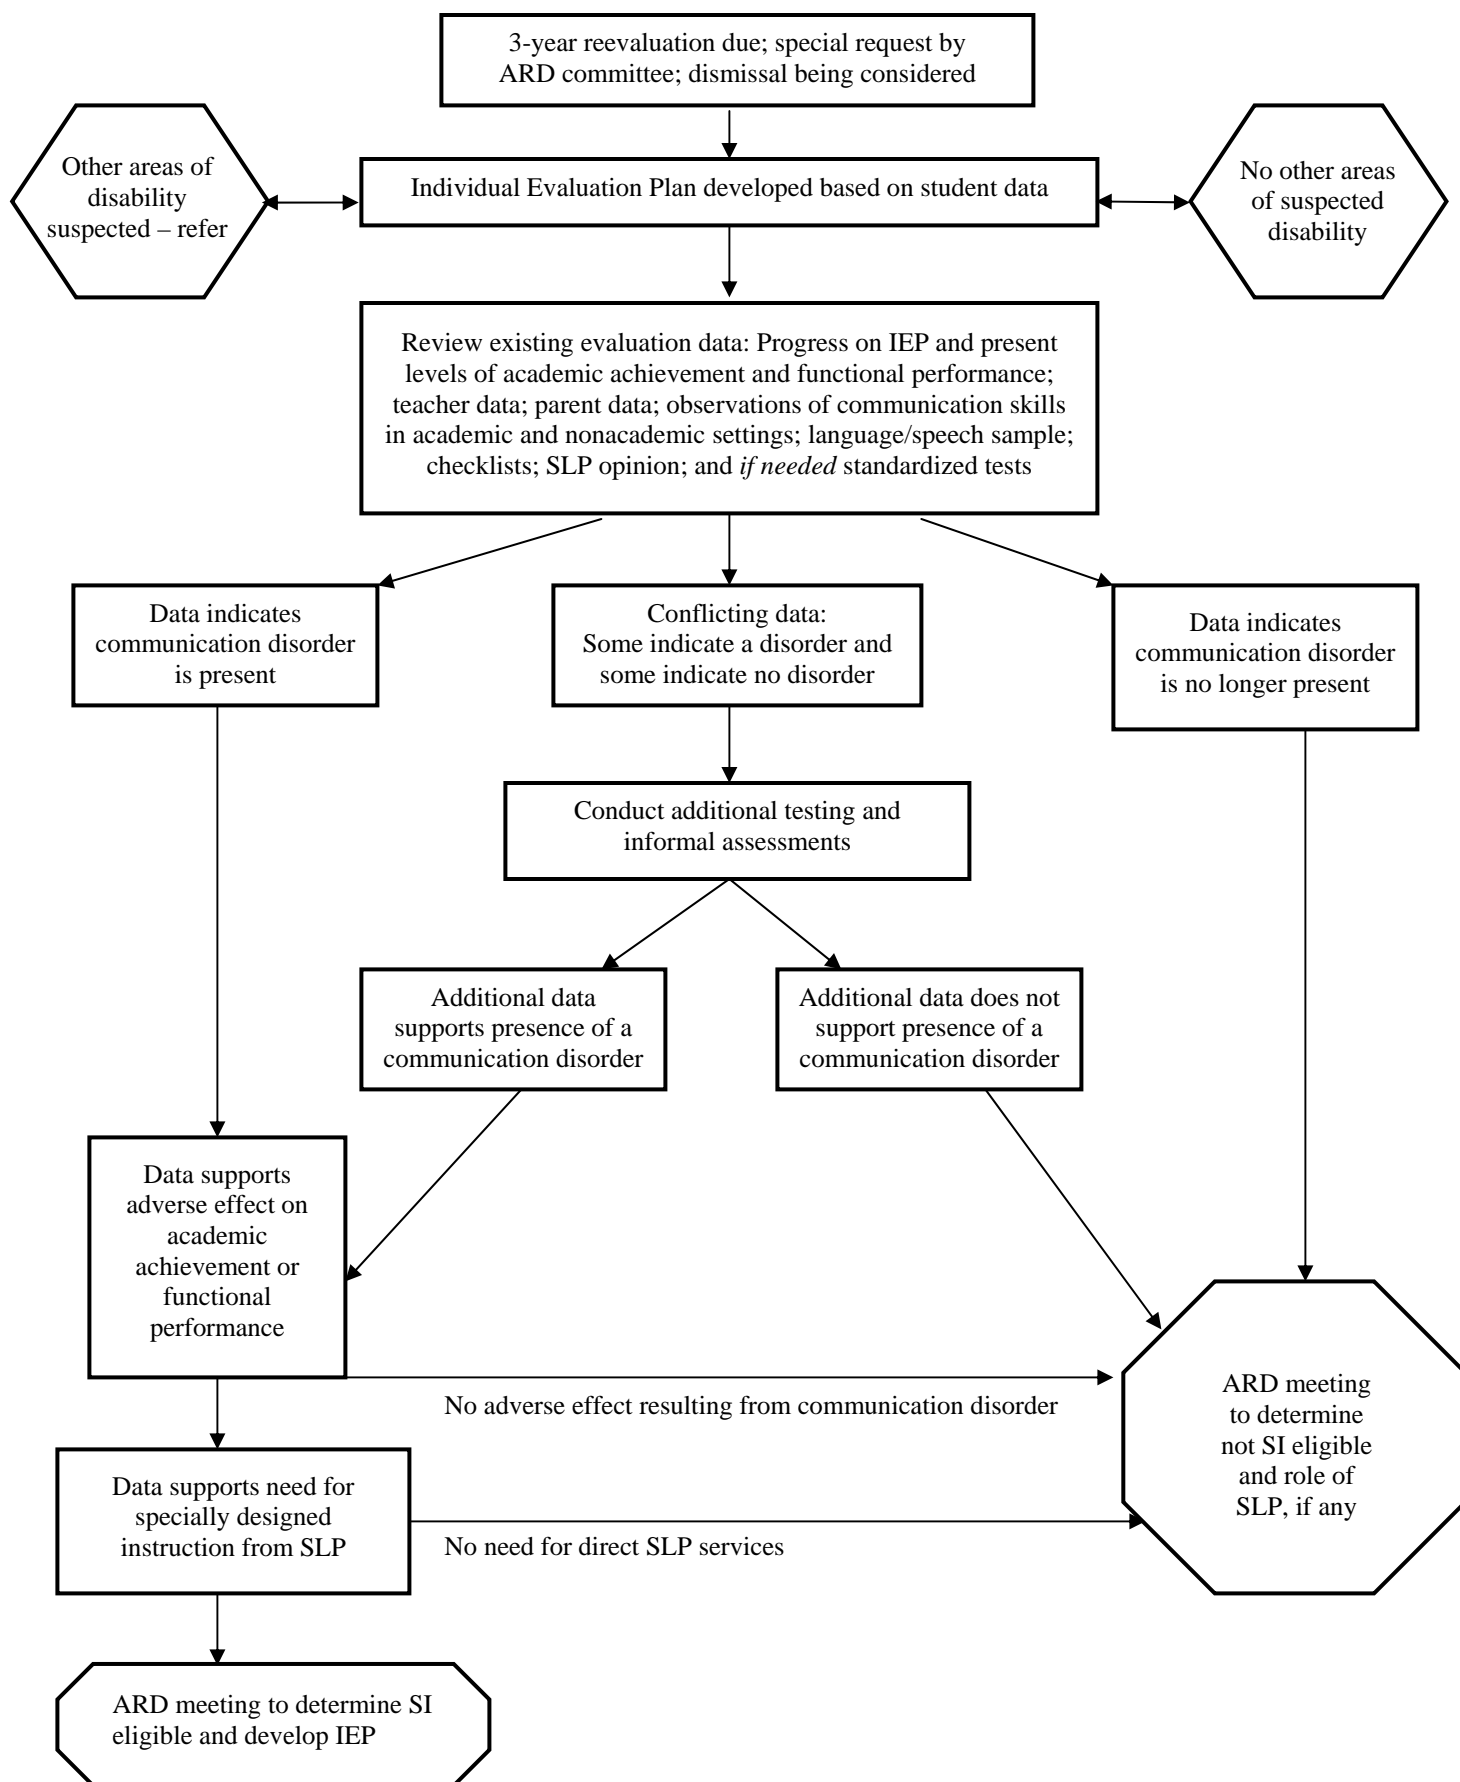 3-year reevaluation due; special request by
ARD committee; dismissal being considered
Other areas of
disability
suspected – refer
Individual Evaluation Plan developed based on student data
No other areas
of suspected
disability
Review existing evaluation data: Progress on IEP and present
levels of academic achievement and functional performance;
teacher data; parent data; observations of communication skills
in academic and nonacademic settings; language/speech sample;
checklists; SLP opinion; and if needed standardized tests
Data indicates
communication disorder
is present
Conflicting data:
Some indicate a disorder and
some indicate no disorder
Data indicates
communication disorder
is no longer present
Conduct additional testing and
informal assessments
Additional data
supports presence of a
communication disorder
Additional data does not
support presence of a
communication disorder
Data supports
adverse effect on
academic
achievement or
functional
performance
No adverse effect resulting from communication disorder
ARD meeting
to determine
not SI eligible
and role of
SLP, if any
Data supports need for
specially designed
instruction from SLP
No need for direct SLP services
ARD meeting to determine SI
eligible and develop IEP